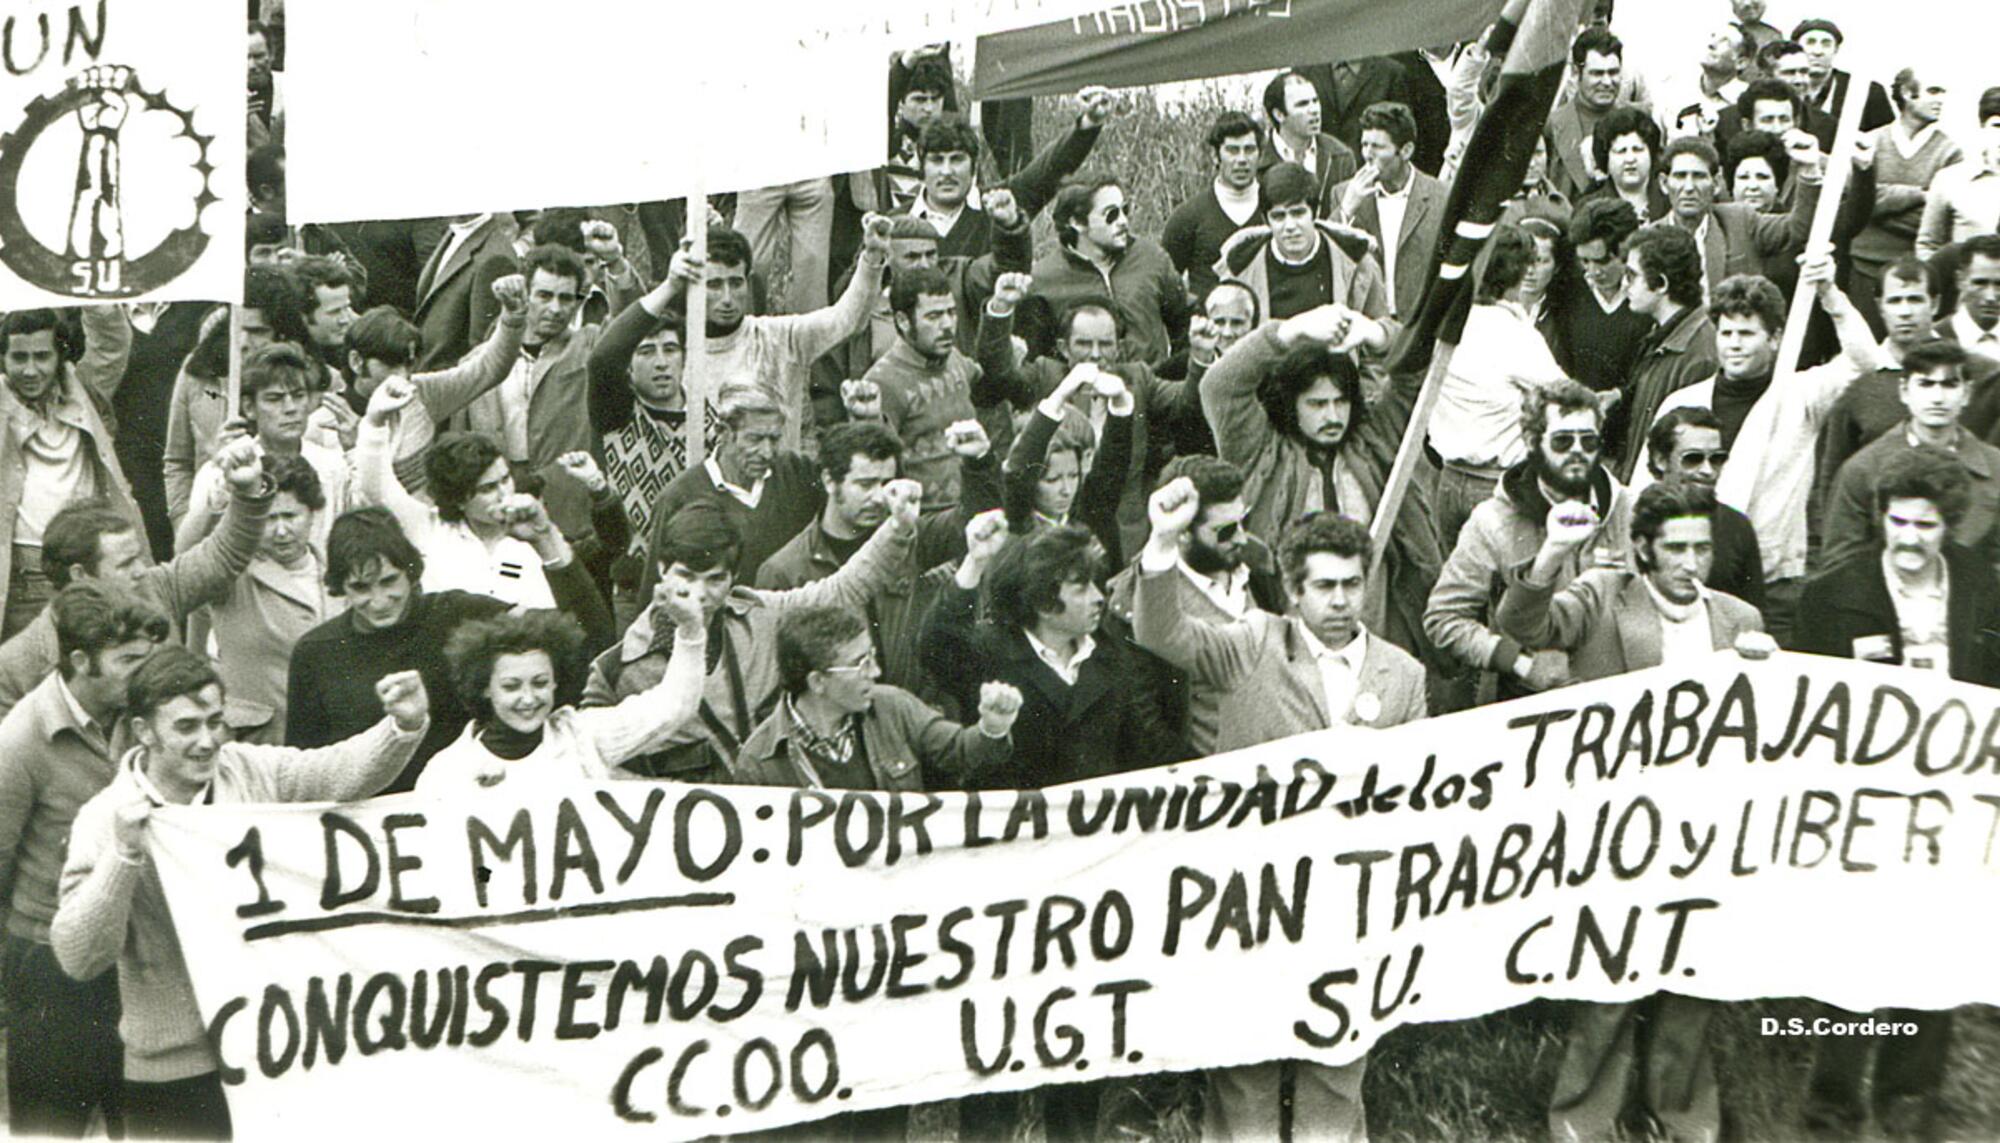 UN
S.U.
1 DE MAYO: POR LA UNIDAD de los TRABAJADOR
CONQUISTEMOS NUESTRO PAN TRABAJO y LIBERT
CC.OO. U.G.T. S.U. C.N.T.
D.S.Cordero